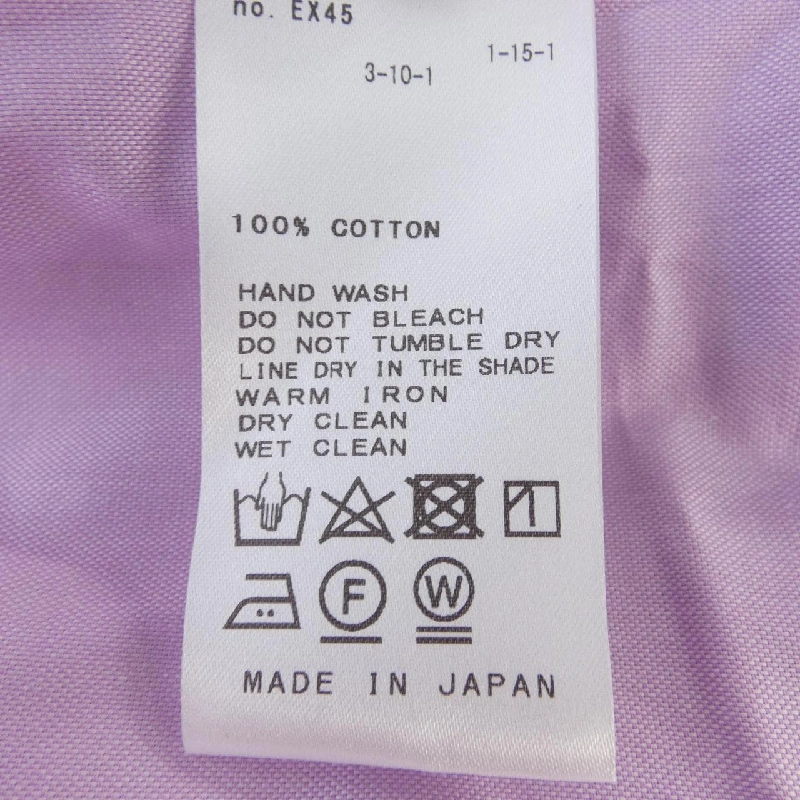 no. EX45
1-15-1
3-10-1
100% COTTON
HAND WASH
DO NOT BLEACH
DO NOT TUMBLE DRY
LINE DRY IN THE SHADE
WARM IRON
DRY CLEAN
WET CLEAN
F W
MADE IN JAPAN